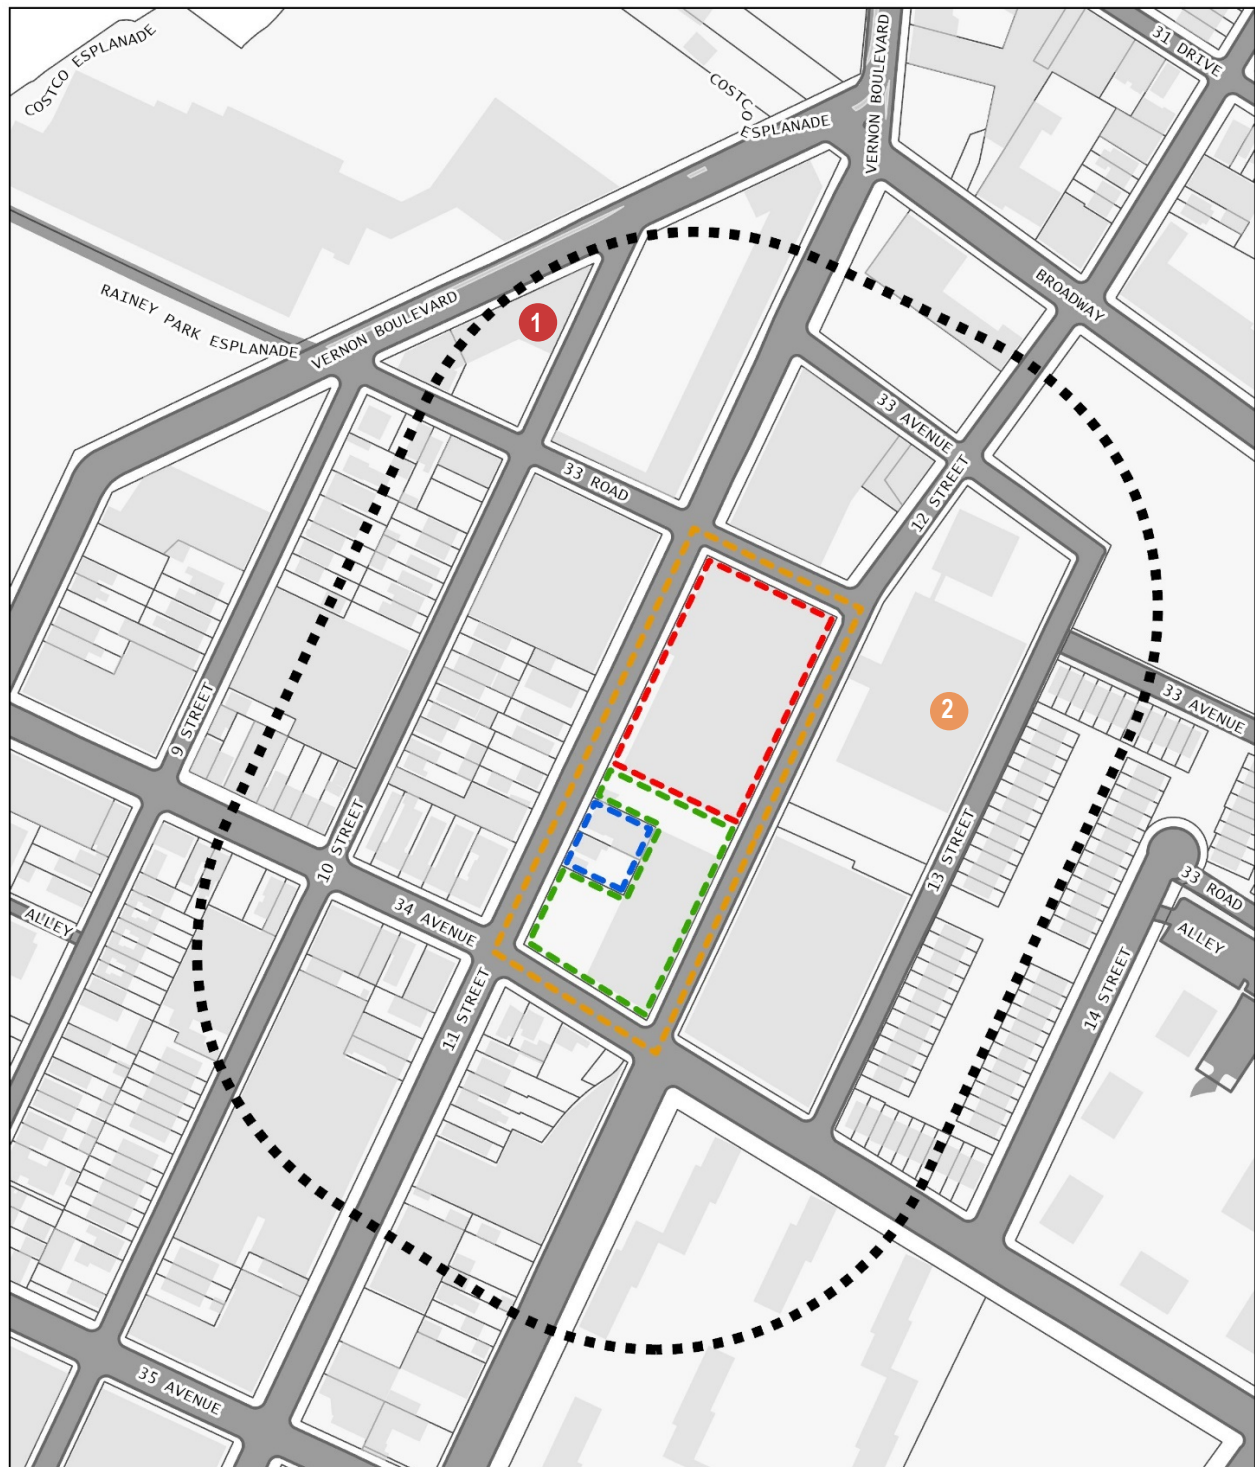 COSTCO ESPLANADE
31 DRIVE
VERNON BOULEVARD
COSTCO
ESPLANADE
VERNON BOULEVARD
RAINEY PARK ESPLANADE
VERNON BOULEVARD
BROADWAY
1
33 AVENUE
33 ROAD
12 STREET
9 STREET
2
33 AVENUE
10 STREET
13 STREET
33 ROAD
34 AVENUE
ALLEY
ALLEY
11 STREET
14 STREET
35 AVENUE